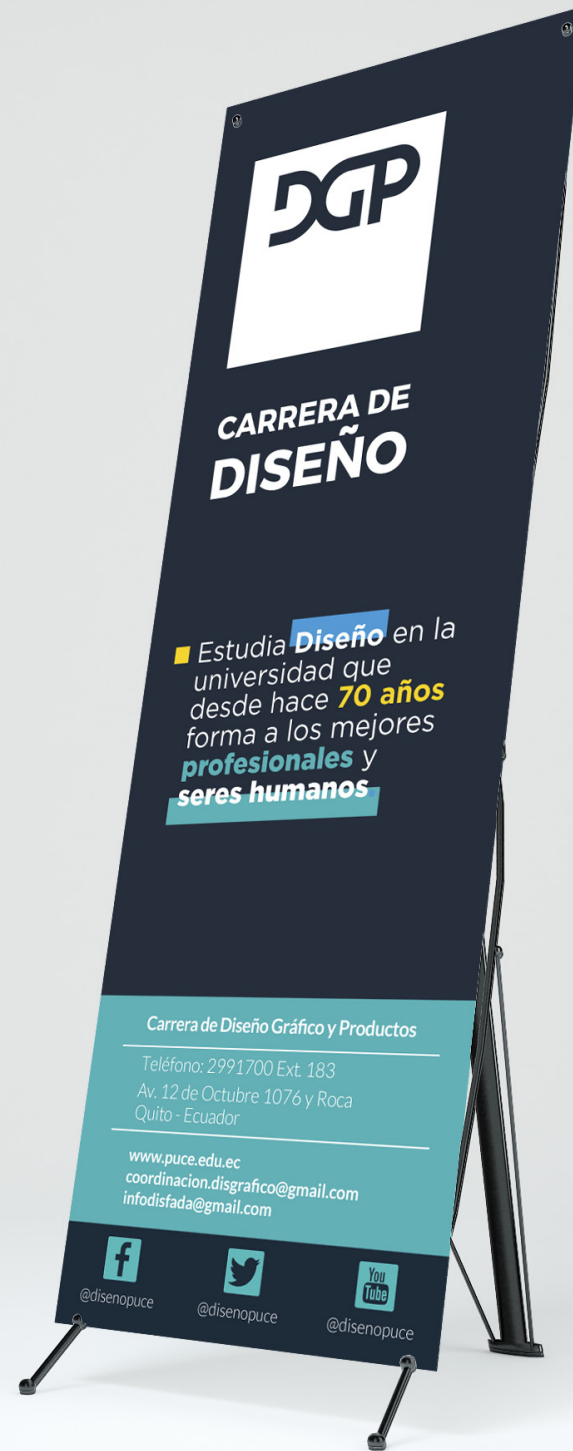 DGP
CARRERA DE
DISEÑO
Estudia Diseño en la
universidad que
desde hace 70 años
forma a los mejores
profesionales y
seres humanos.
Carrera de Diseño Gráfico y Productos
Teléfono: 2991700 Ext. 183
Av. 12 de Octubre 1076 y Roca
Quito - Ecuador
www.puce.edu.ec
coordinacion.disgrafico@gmail.com
infodisfada@gmail.com
f
You
Tube
@disenopuce
@disenopuce
@disenopuce